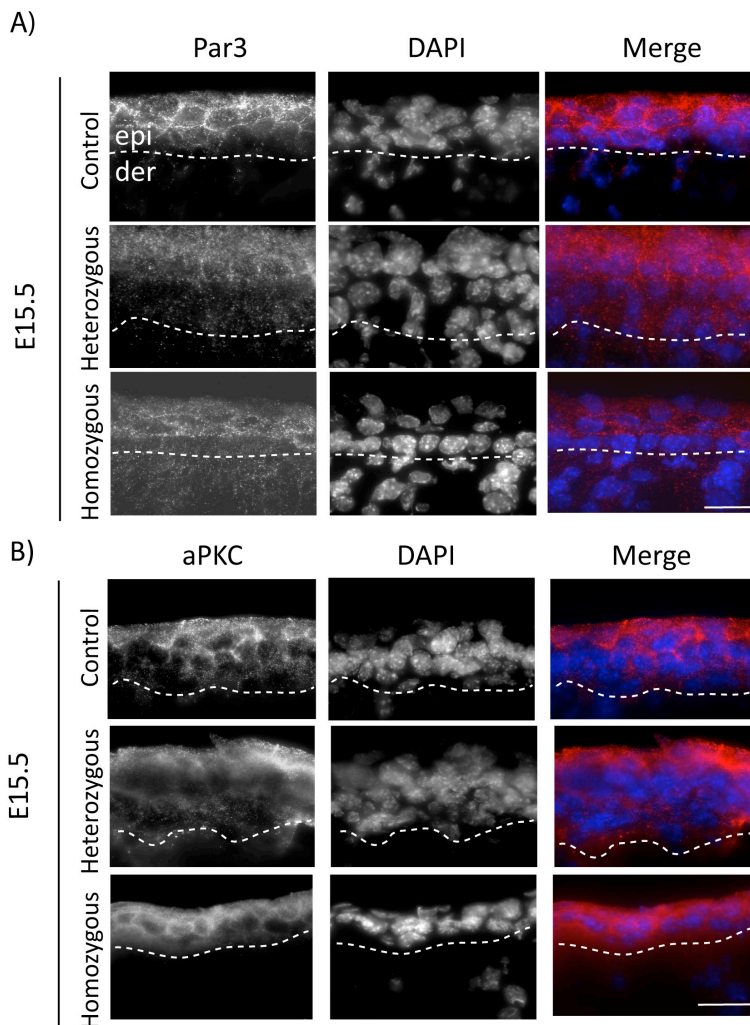 A)
Par3 DAPI Merge
E15.5
Control
epi
der
Heterozygous
Homozygous
B)
aPKC DAPI Merge
E15.5
Control
Heterozygous
Homozygous